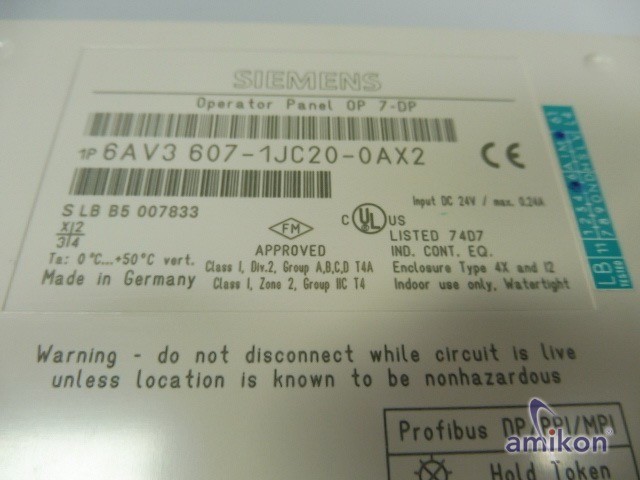 SIEMENS
Operator Panel OP 7-DP
1P 6AV3 607-1JC20-0AX2
S LB B5 007833
X|2
3|4
Ta: 0°C...+50°C vert.
Made in Germany
FM
APPROVED
Class I, Div.2, Group A,B,C,D T4A
Class I, Zone 2, Group IIC T4
CE
Input DC 24V / max. 0.24A
C UL US
LISTED 74D7
IND. CONT. EQ.
Enclosure Type 4X and 12
Indoor use only, Watertight
LB
Warning - do not disconnect while circuit is live
unless location is known to be nonhazardous
Profibus DP/PPI/MPI
Hold Token
amikon